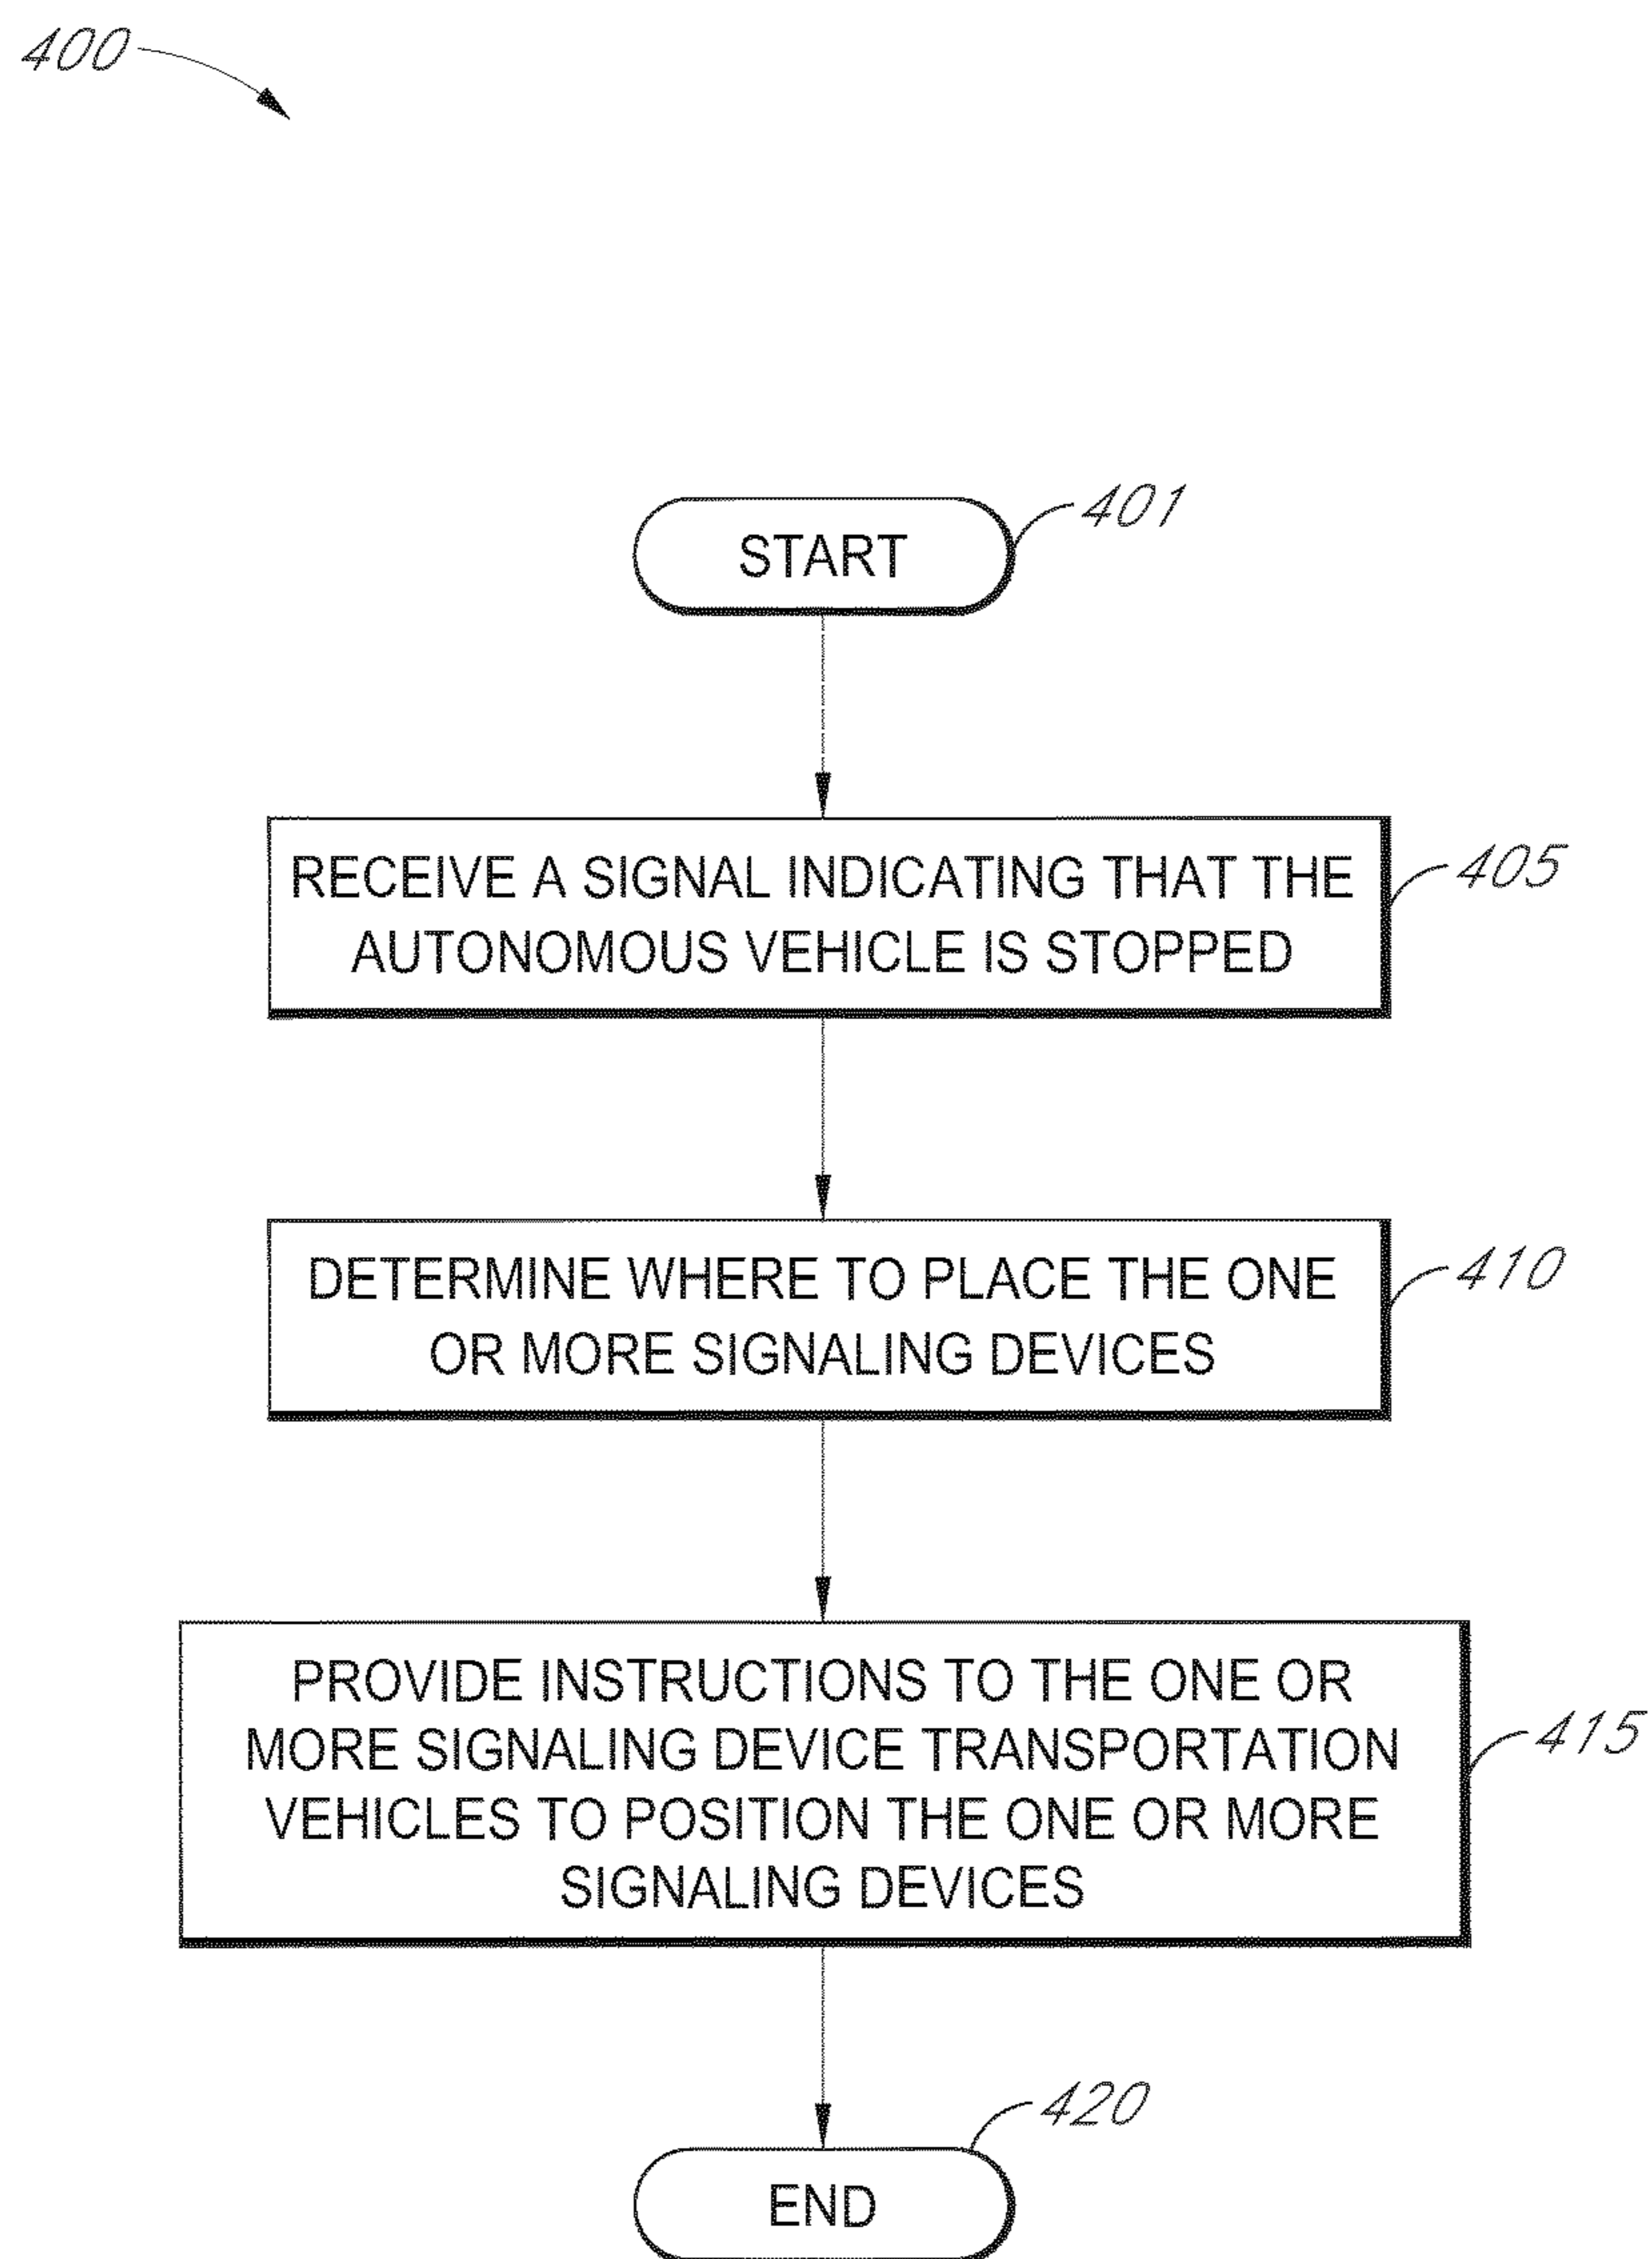 400
START
401
RECEIVE A SIGNAL INDICATING THAT THE
AUTONOMOUS VEHICLE IS STOPPED
405
DETERMINE WHERE TO PLACE THE ONE
OR MORE SIGNALING DEVICES
410
PROVIDE INSTRUCTIONS TO THE ONE OR
MORE SIGNALING DEVICE TRANSPORTATION
VEHICLES TO POSITION THE ONE OR MORE
SIGNALING DEVICES
415
END
420